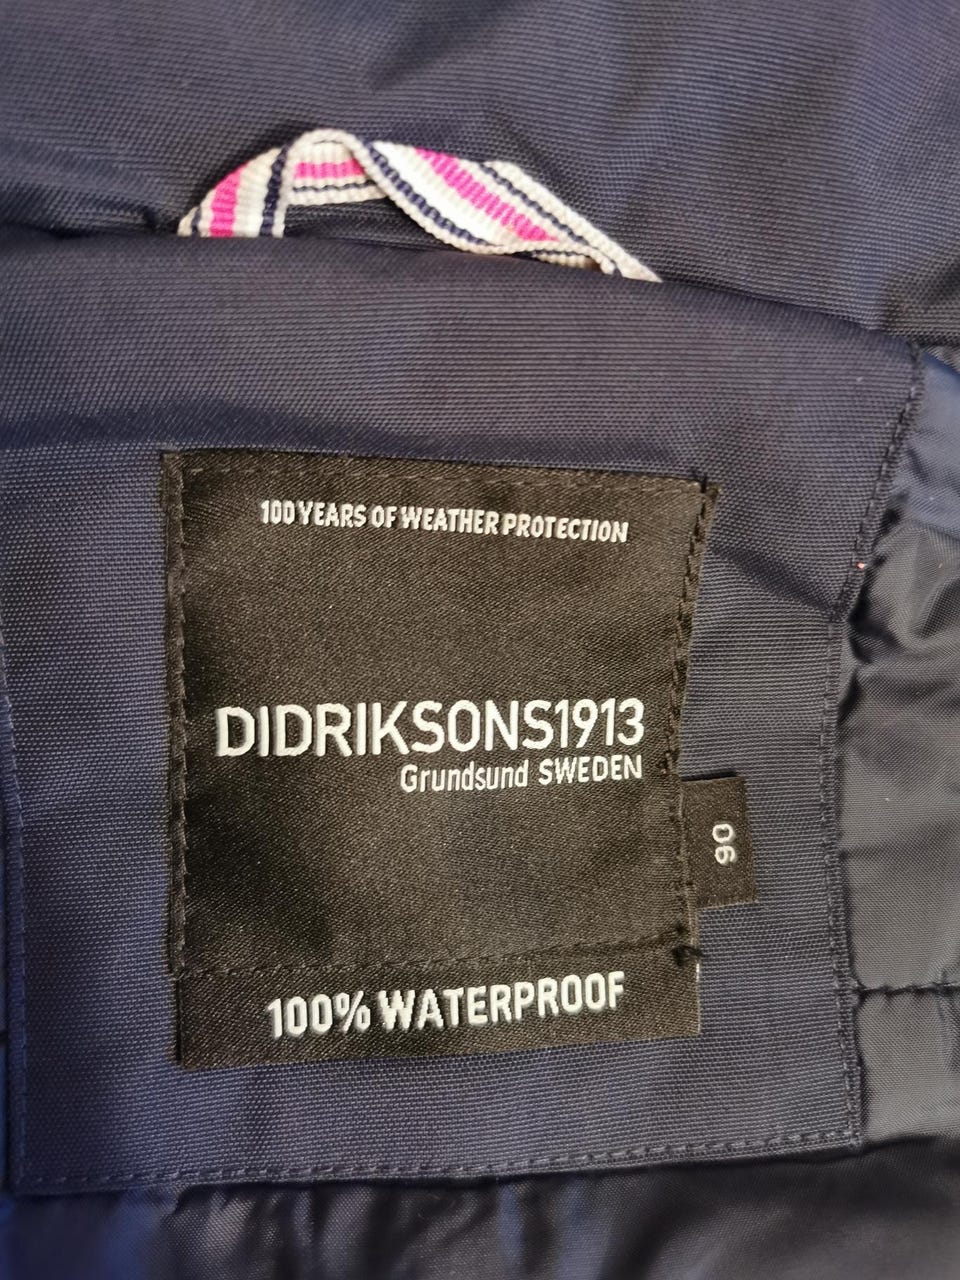 100 YEARS OF WEATHER PROTECTION
DIDRIKSONS1913
Grundsund SWEDEN
90
100% WATERPROOF